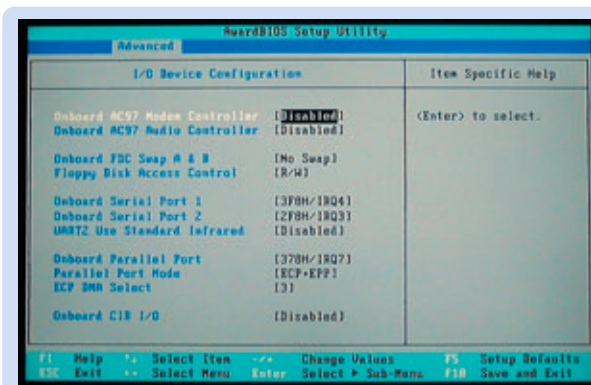 AwardBIOS Setup Utility
Advanced
I/O Device Configuration
Item Specific Help
Onboard AC97 Modem Controller [Disabled]
<Enter> to select.
Onboard AC97 Audio Controller [Disabled]
Onboard FDC Swap A & B [No Swap]
Floppy Disk Access Control [R/W]
Onboard Serial Port 1 [3F8H/IRQ4]
Onboard Serial Port 2 [2F8H/IRQ3]
UART2 Use Standard Infrared [Disabled]
Onboard Parallel Port [378H/IRQ7]
Parallel Port Mode [ECP+EPP]
ECP DMA Select [3]
Onboard CIR I/O [Disabled]
F1 Help ↑↓ Select Item -/+ Change Values F5 Setup Defaults
ESC Exit ←→ Select Menu Enter Select ▶ Sub-Menu F10 Save and Exit